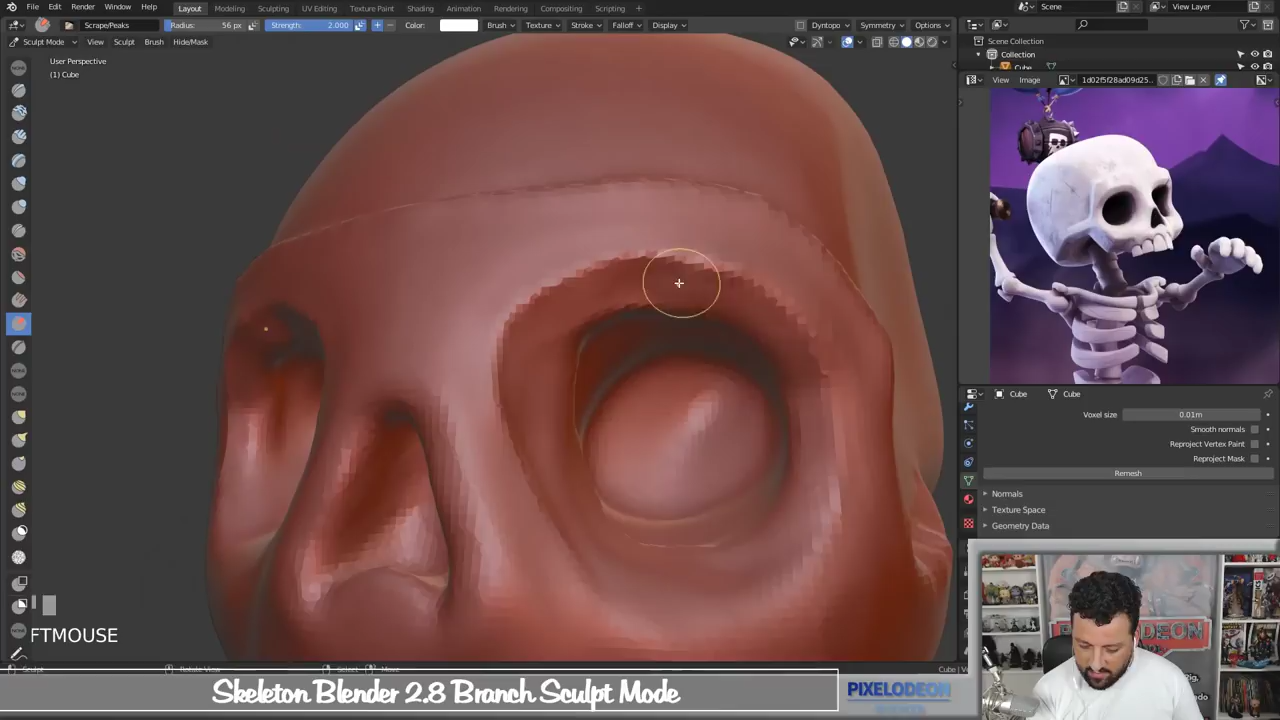 File Edit Render Window Help Layout Modeling Sculpting UV Editing Texture Paint Shading Animation Rendering Compositing Scripting Scene View Layer
Scrape/Peaks Radius: 56 px Strength: 2.000 Color: Brush Texture Stroke Falloff Display Dyntopo Symmetry Options
Sculpt Mode View Sculpt Brush Hide/Mask
Scene Collection
Collection
Cube
User Perspective
(1) Cube
View Image 1d02f5f28ad09d25..
Cube Cube
Voxel size 0.01m
Smooth normals
Reproject Vertex Paint
Reproject Mask
Remesh
Normals
Texture Space
Geometry Data
FTMOUSE
Skeleton Blender 2.8 Branch Sculpt Mode
PIXELODEON